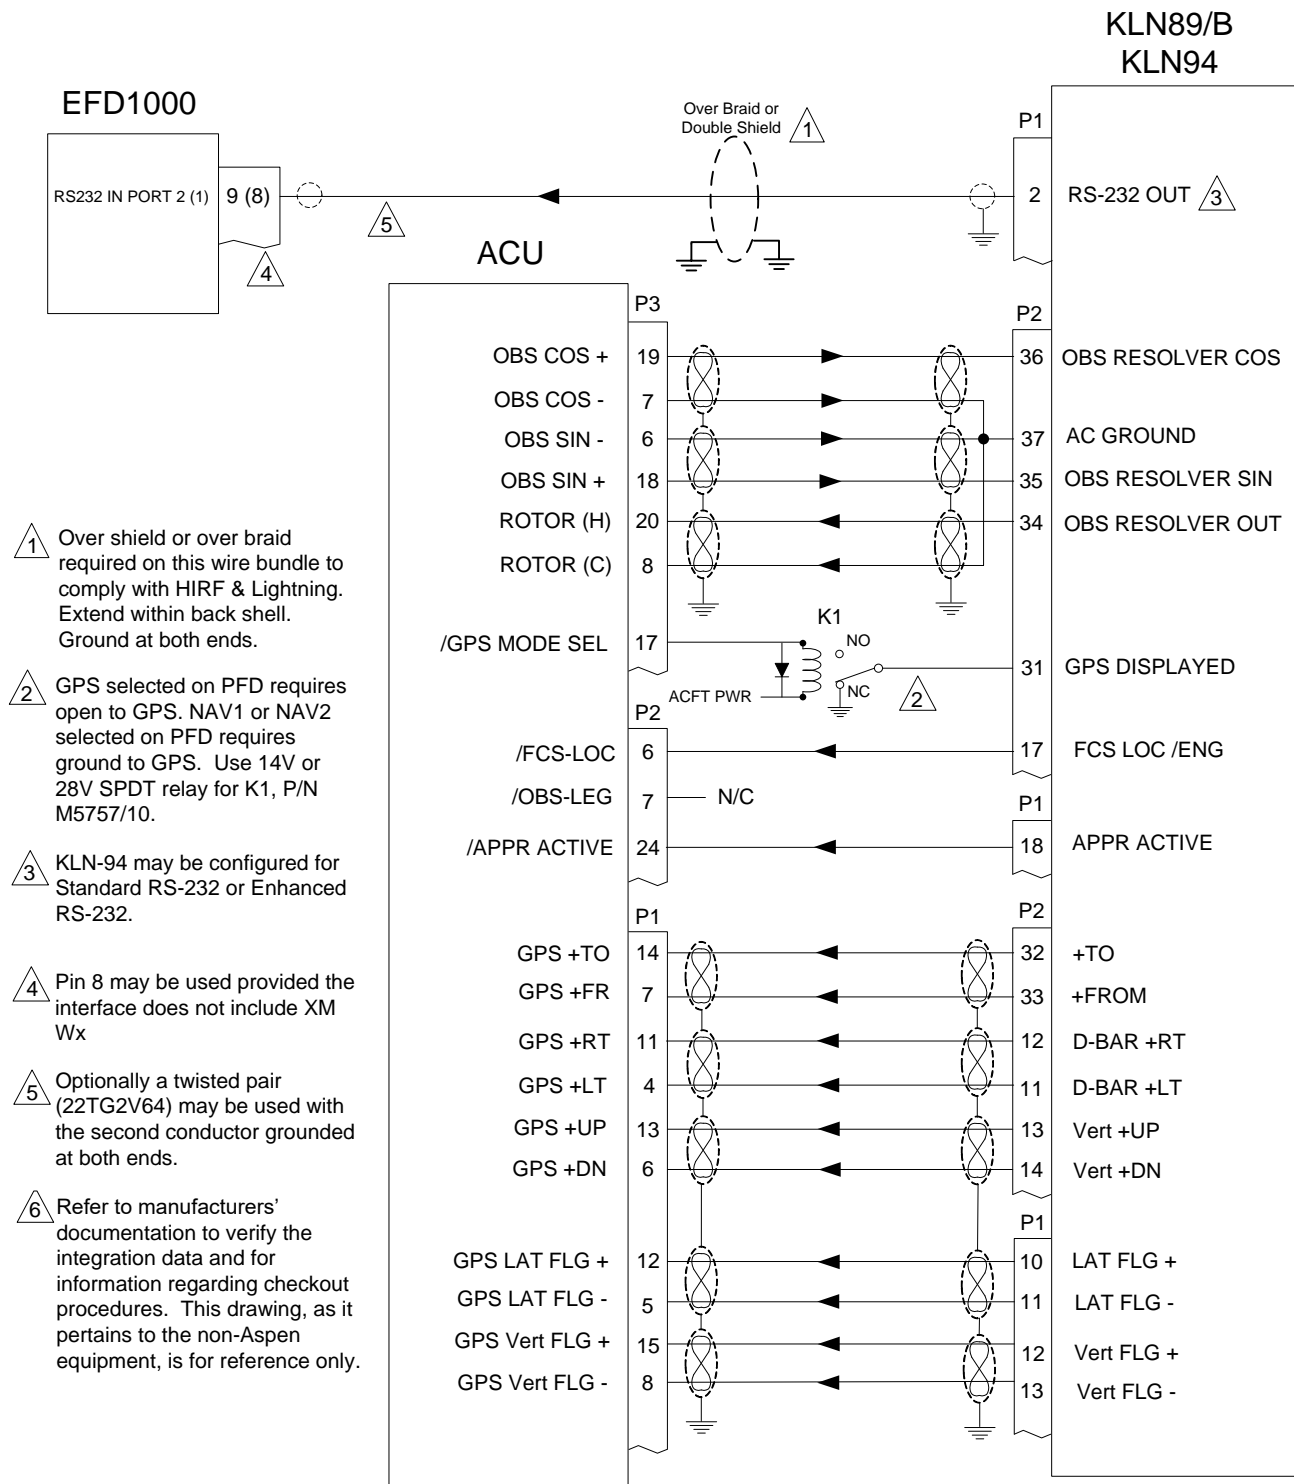 KLN89/B
KLN94
EFD1000
Over Braid or
Double Shield 1
P1
RS232 IN PORT 2 (1) 9 (8) 2 RS-232 OUT 3
5
4
ACU
P3
P2
OBS COS + 19 36 OBS RESOLVER COS
OBS COS - 7
OBS SIN - 6 37 AC GROUND
OBS SIN + 18 35 OBS RESOLVER SIN
ROTOR (H) 20 34 OBS RESOLVER OUT
ROTOR (C) 8
K1
/GPS MODE SEL 17 NO
31 GPS DISPLAYED
ACFT PWR NC 2
P2
/FCS-LOC 6 17 FCS LOC /ENG
/OBS-LEG 7 N/C
P1
/APPR ACTIVE 24 18 APPR ACTIVE
P1 P2
GPS +TO 14 32 +TO
GPS +FR 7 33 +FROM
GPS +RT 11 12 D-BAR +RT
GPS +LT 4 11 D-BAR +LT
GPS +UP 13 13 Vert +UP
GPS +DN 6 14 Vert +DN
P1
GPS LAT FLG + 12 10 LAT FLG +
GPS LAT FLG - 5 11 LAT FLG -
GPS Vert FLG + 15 12 Vert FLG +
GPS Vert FLG - 8 13 Vert FLG -
1 Over shield or over braid
required on this wire bundle to
comply with HIRF & Lightning.
Extend within back shell.
Ground at both ends.
2 GPS selected on PFD requires
open to GPS. NAV1 or NAV2
selected on PFD requires
ground to GPS. Use 14V or
28V SPDT relay for K1, P/N
M5757/10.
3 KLN-94 may be configured for
Standard RS-232 or Enhanced
RS-232.
4 Pin 8 may be used provided the
interface does not include XM
Wx
5 Optionally a twisted pair
(22TG2V64) may be used with
the second conductor grounded
at both ends.
6 Refer to manufacturers'
documentation to verify the
integration data and for
information regarding checkout
procedures. This drawing, as it
pertains to the non-Aspen
equipment, is for reference only.